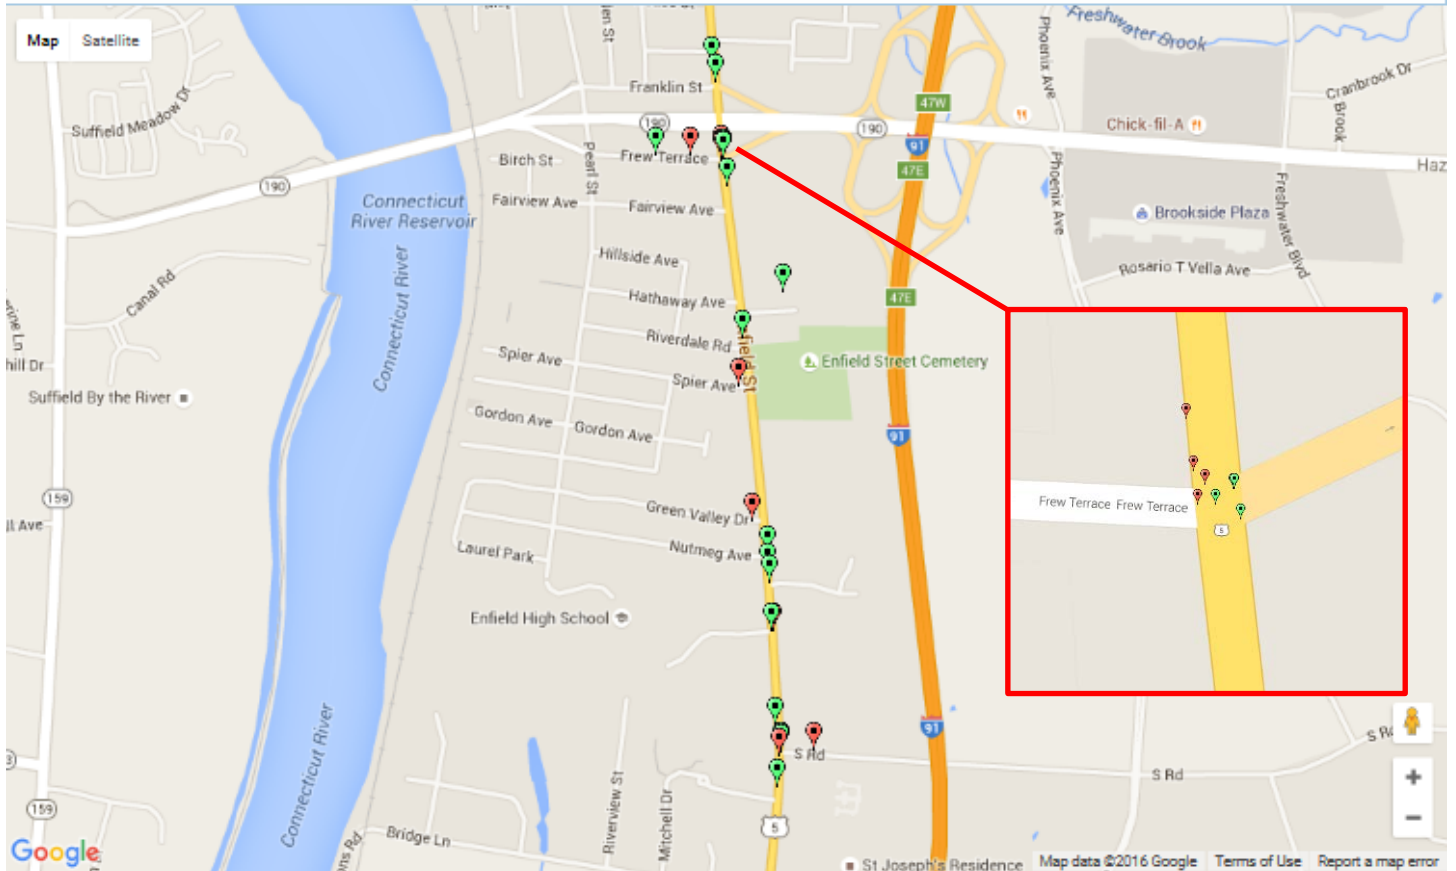 Map Satellite
Freshwater Brook
Suffield Meadow Dr
Franklin St
190
190
190
47W
91
47E
Phoenix Ave
Chick-fil-A
Cranbrook Dr
Brook
Haz
Birch St
Frew Terrace
Pearl St
Fairview Ave
Fairview Ave
Connecticut
River Reservoir
Connecticut River
Phoenix Ave
Brookside Plaza
Freshwater Blvd
Rosario T Vella Ave
Hillside Ave
Hathaway Ave
Canal Rd
47E
Riverdale Rd
Spier Ave
Spier Ave
field St
Enfield Street Cemetery
hill Dr
Suffield By the River
Gordon Ave
Gordon Ave
91
159
Green Valley Dr
Nutmeg Ave
Laurel Park
Enfield High School
Frew Terrace Frew Terrace
5
91
S Rd
S Rd
Connecticut River
159
Riverview St
Mitchell Dr
Bridge Ln
ons Rd
5
St Joseph's Residence
Google
Map data ©2016 Google Terms of Use Report a map error